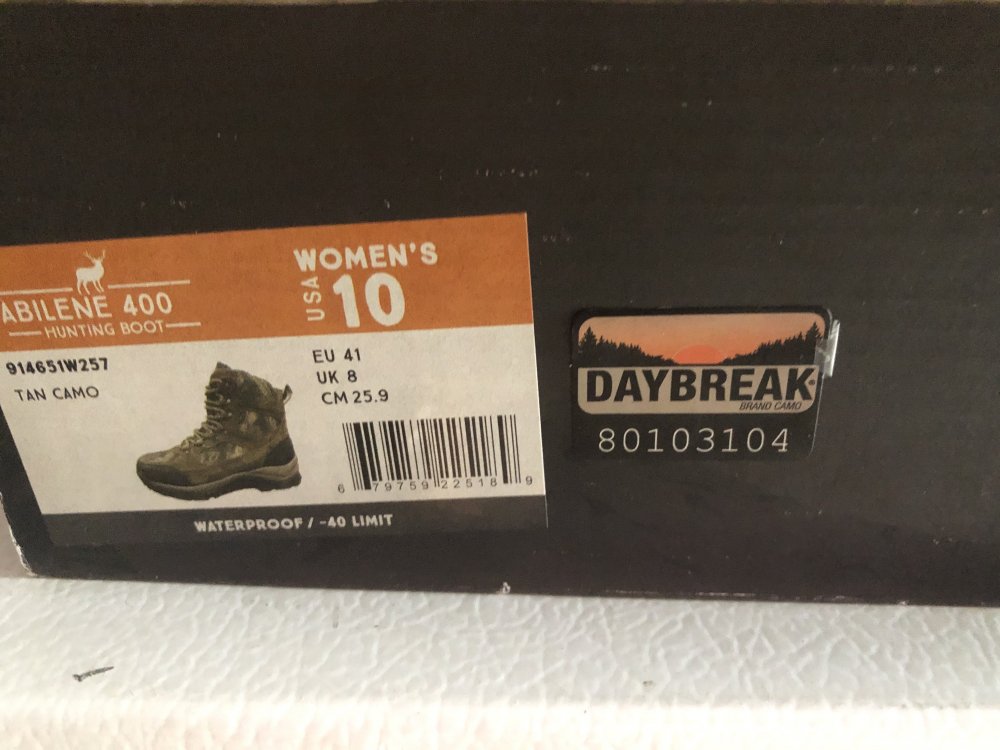 ABILENE 400
HUNTING BOOT
WOMEN'S
USA 10
914651W257
TAN CAMO
EU 41
UK 8
CM 25.9
6 79759 22518 9
WATERPROOF / -40 LIMIT
DAYBREAK
BRAND CAMO
80103104